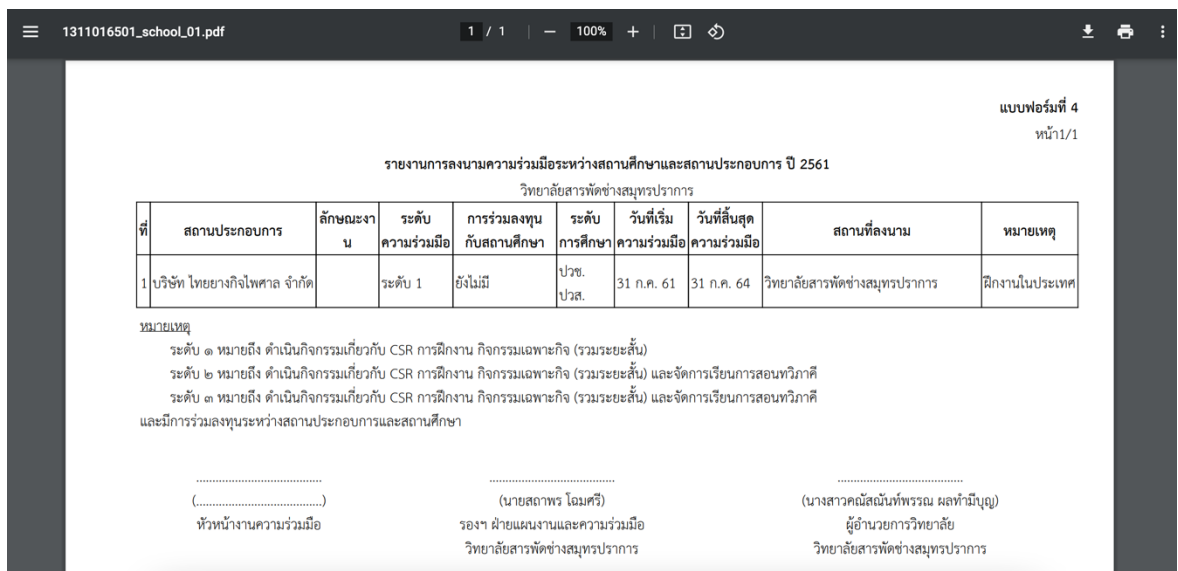 1311016501_school_01.pdf
1 / 1
100%
แบบฟอร์มที่ 4
หน้า1/1
รายงานการลงนามความร่วมมือระหว่างสถานศึกษาและสถานประกอบการ ปี 2561
วิทยาลัยสารพัดช่างสมุทรปราการ
ที่ สถานประกอบการ ลักษณะงาน ระดับความร่วมมือ การร่วมลงทุนกับสถานศึกษา ระดับการศึกษา วันที่เริ่มความร่วมมือ วันที่สิ้นสุดความร่วมมือ สถานที่ลงนาม หมายเหตุ
1 บริษัท ไทยยางกิจไพศาล จำกัด ระดับ 1 ยังไม่มี ปวช. ปวส. 31 ก.ค. 61 31 ก.ค. 64 วิทยาลัยสารพัดช่างสมุทรปราการ ฝึกงานในประเทศ
หมายเหตุ
ระดับ ๑ หมายถึง ดำเนินกิจกรรมเกี่ยวกับ CSR การฝึกงาน กิจกรรมเฉพาะกิจ (รวมระยะสั้น)
ระดับ ๒ หมายถึง ดำเนินกิจกรรมเกี่ยวกับ CSR การฝึกงาน กิจกรรมเฉพาะกิจ (รวมระยะสั้น) และจัดการเรียนการสอนทวิภาคี
ระดับ ๓ หมายถึง ดำเนินกิจกรรมเกี่ยวกับ CSR การฝึกงาน กิจกรรมเฉพาะกิจ (รวมระยะสั้น) และจัดการเรียนการสอนทวิภาคี
และมีการร่วมลงทุนระหว่างสถานประกอบการและสถานศึกษา
....................................... ....................................... .......................................
(.......................................) (นายสถาพร โฉมศรี) (นางสาวคณัสณันท์พรรณ ผลทำมีบุญ)
หัวหน้างานความร่วมมือ รองฯ ฝ่ายแผนงานและความร่วมมือ ผู้อำนวยการวิทยาลัย
วิทยาลัยสารพัดช่างสมุทรปราการ วิทยาลัยสารพัดช่างสมุทรปราการ